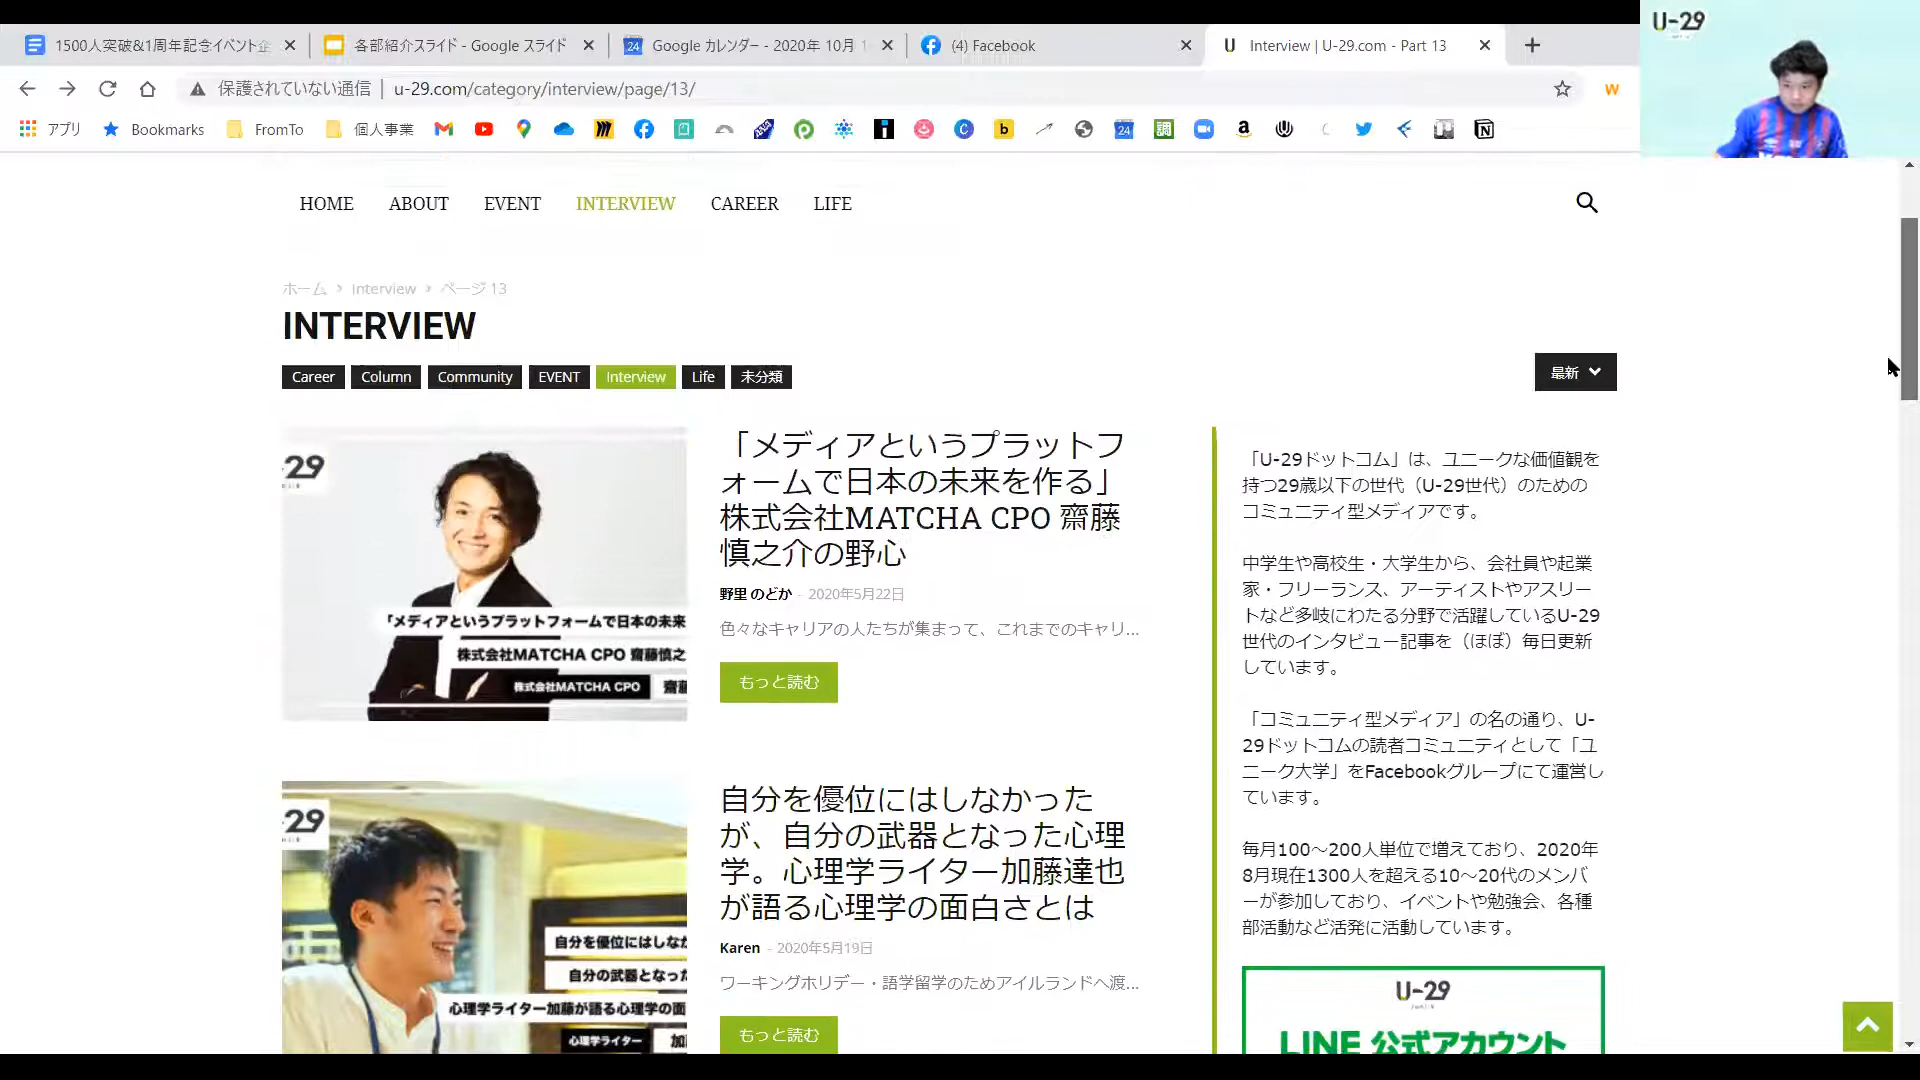 1500人突破&1周年記念イベント企
各部紹介スライド - Google スライド
Google カレンダー - 2020年 10月 1
(4) Facebook
Interview | U-29.com - Part 13
保護されていない通信 | u-29.com/category/interview/page/13/
アプリ Bookmarks FromTo 個人事業
U-29
HOME ABOUT EVENT INTERVIEW CAREER LIFE
ホーム › Interview › ページ 13
INTERVIEW
Career Column Community EVENT Interview Life 未分類
最新
-29
「メディアというプラットフォームで日本の未来
株式会社MATCHA CPO 齋藤慎之
株式会社MATCHA CPO 齋藤
「メディアというプラットフ
ォームで日本の未来を作る」
株式会社MATCHA CPO 齋藤
慎之介の野心
野里 のどか - 2020年5月22日
色々なキャリアの人たちが集まって、これまでのキャリ...
もっと読む
-29
自分を優位にはしなか
自分の武器となった
心理学ライター加藤が語る心理学の面
心理学ライター 加
自分を優位にはしなかった
が、自分の武器となった心理
学。心理学ライター加藤達也
が語る心理学の面白さとは
Karen - 2020年5月19日
ワーキングホリデー・語学留学のためアイルランドへ渡...
もっと読む
「U-29ドットコム」は、ユニークな価値観を
持つ29歳以下の世代（U-29世代）のための
コミュニティ型メディアです。
中学生や高校生・大学生から、会社員や起業
家・フリーランス、アーティストやアスリー
トなど多岐にわたる分野で活躍しているU-29
世代のインタビュー記事を（ほぼ）毎日更新
しています。
「コミュニティ型メディア」の名の通り、U-
29ドットコムの読者コミュニティとして「ユ
ニーク大学」をFacebookグループにて運営し
ています。
毎月100〜200人単位で増えており、2020年
8月現在1300人を超える10〜20代のメンバ
ーが参加しており、イベントや勉強会、各種
部活動など活発に活動しています。
U-29
LINE 公式アカウント